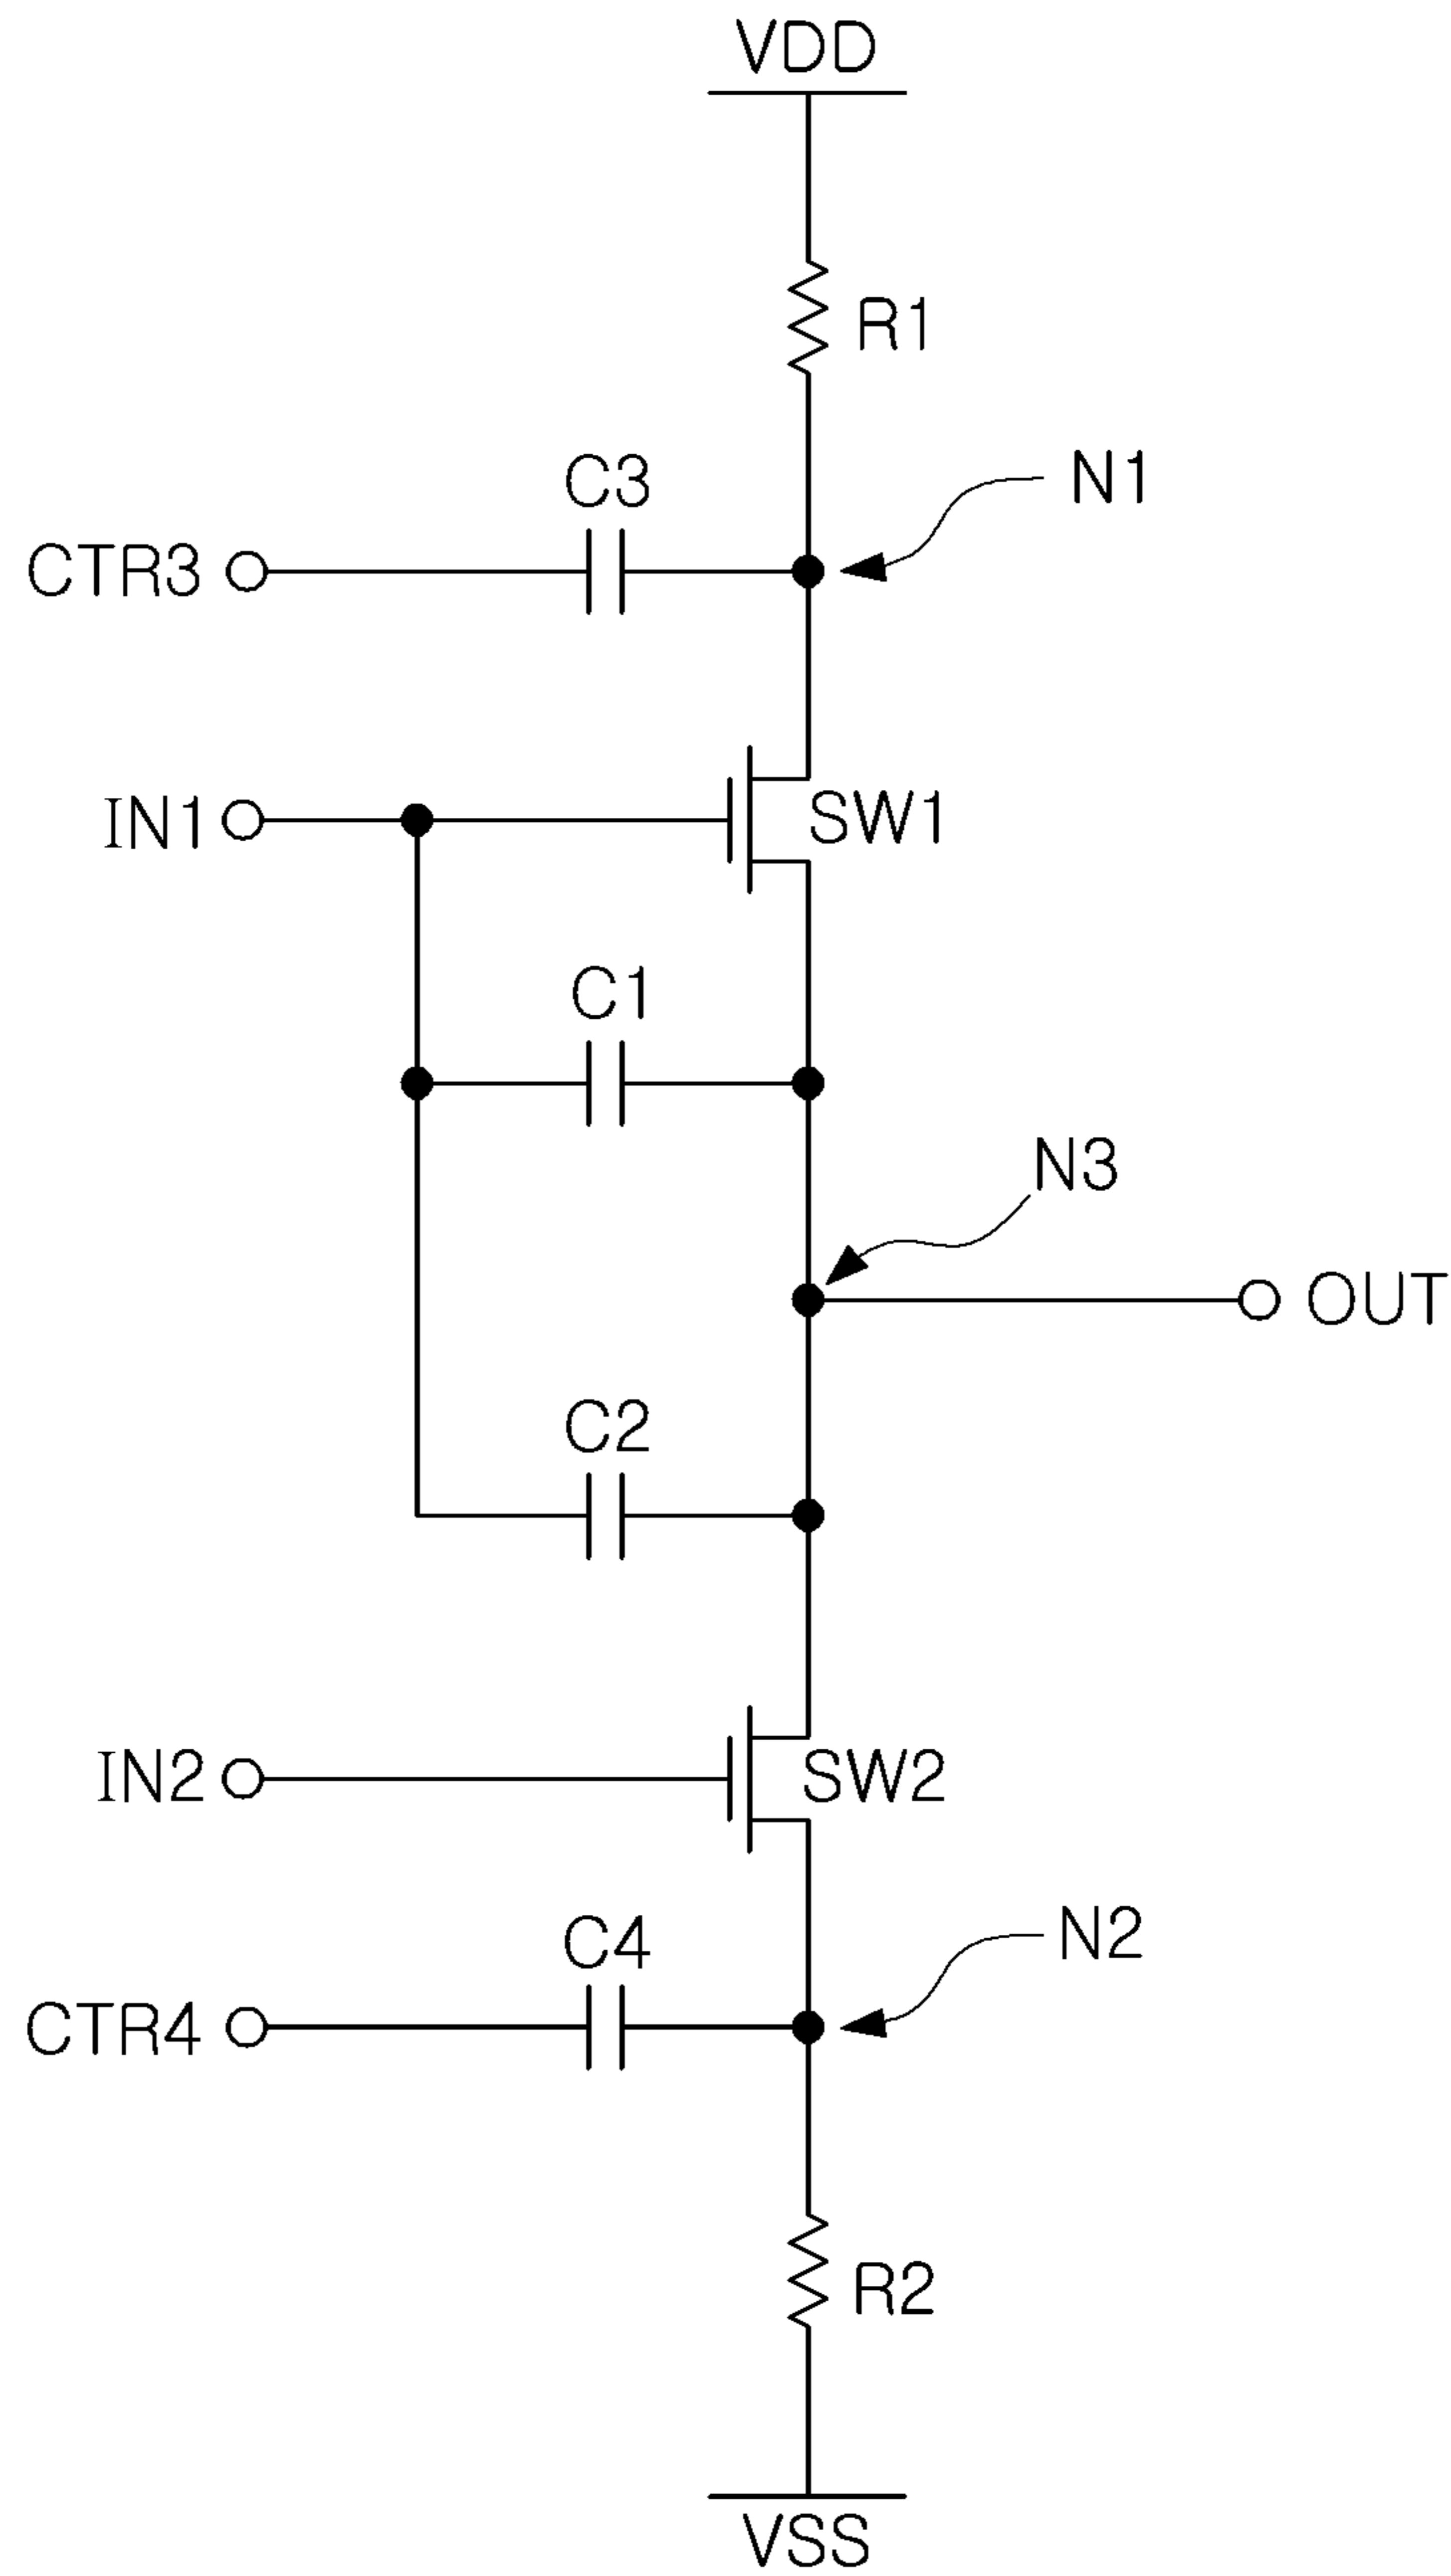 VDD
R1
C3
N1
CTR3
IN1
SW1
C1
N3
OUT
C2
IN2
SW2
C4
N2
CTR4
R2
VSS